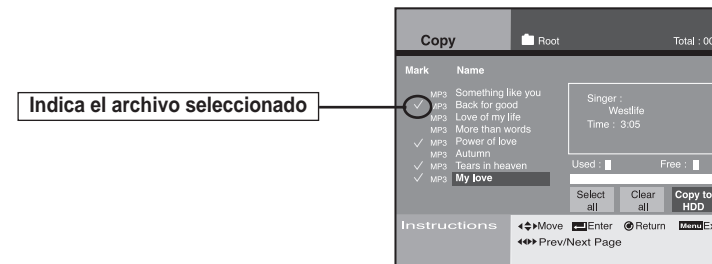 Copy
Root
Total : 00
Mark Name
MP3 Something like you
MP3 Back for good
MP3 Love of my life
MP3 More than words
MP3 Power of love
MP3 Autumn
MP3 Tears in heaven
MP3 My love
Indica el archivo seleccionado
Singer :
Westlife
Time : 3:05
Used : Free :
Select all
Clear all
Copy to HDD
Instructions
Move Enter Return Menu Ex
Prev/Next Page